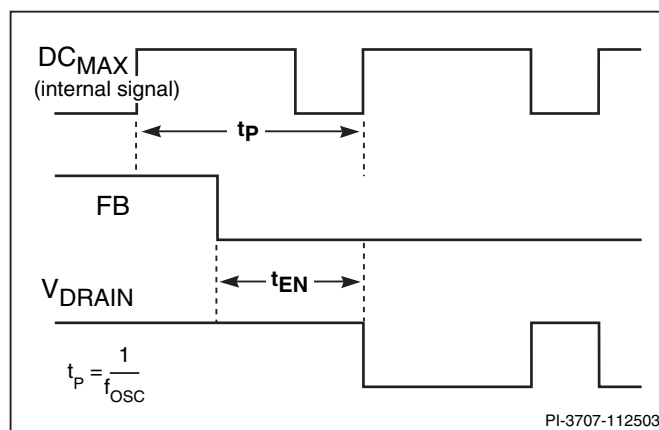 DCMAX
(internal signal)
tP
FB
tEN
VDRAIN
tP = 1/fOSC
PI-3707-112503